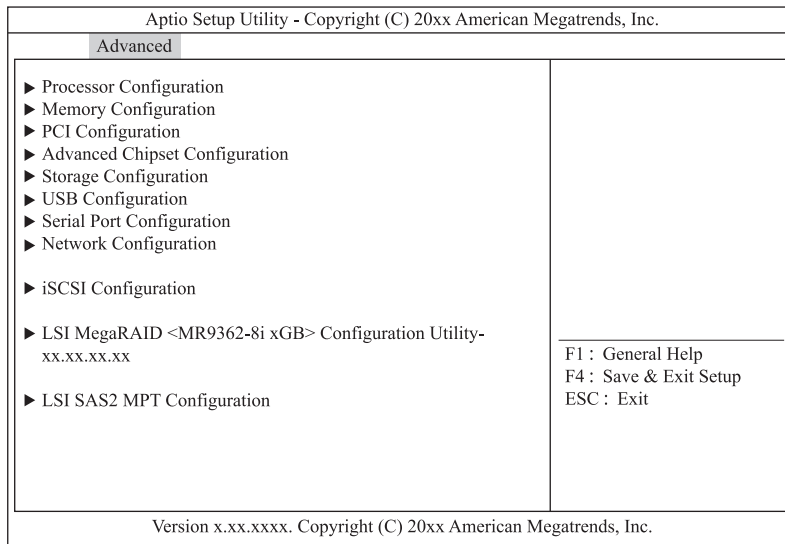 Aptio Setup Utility - Copyright (C) 20xx American Megatrends, Inc.
Advanced
▶ Processor Configuration
▶ Memory Configuration
▶ PCI Configuration
▶ Advanced Chipset Configuration
▶ Storage Configuration
▶ USB Configuration
▶ Serial Port Configuration
▶ Network Configuration
▶ iSCSI Configuration
▶ LSI MegaRAID <MR9362-8i xGB> Configuration Utility-
xx.xx.xx.xx
▶ LSI SAS2 MPT Configuration
F1 : General Help
F4 : Save & Exit Setup
ESC : Exit
Version x.xx.xxxx. Copyright (C) 20xx American Megatrends, Inc.